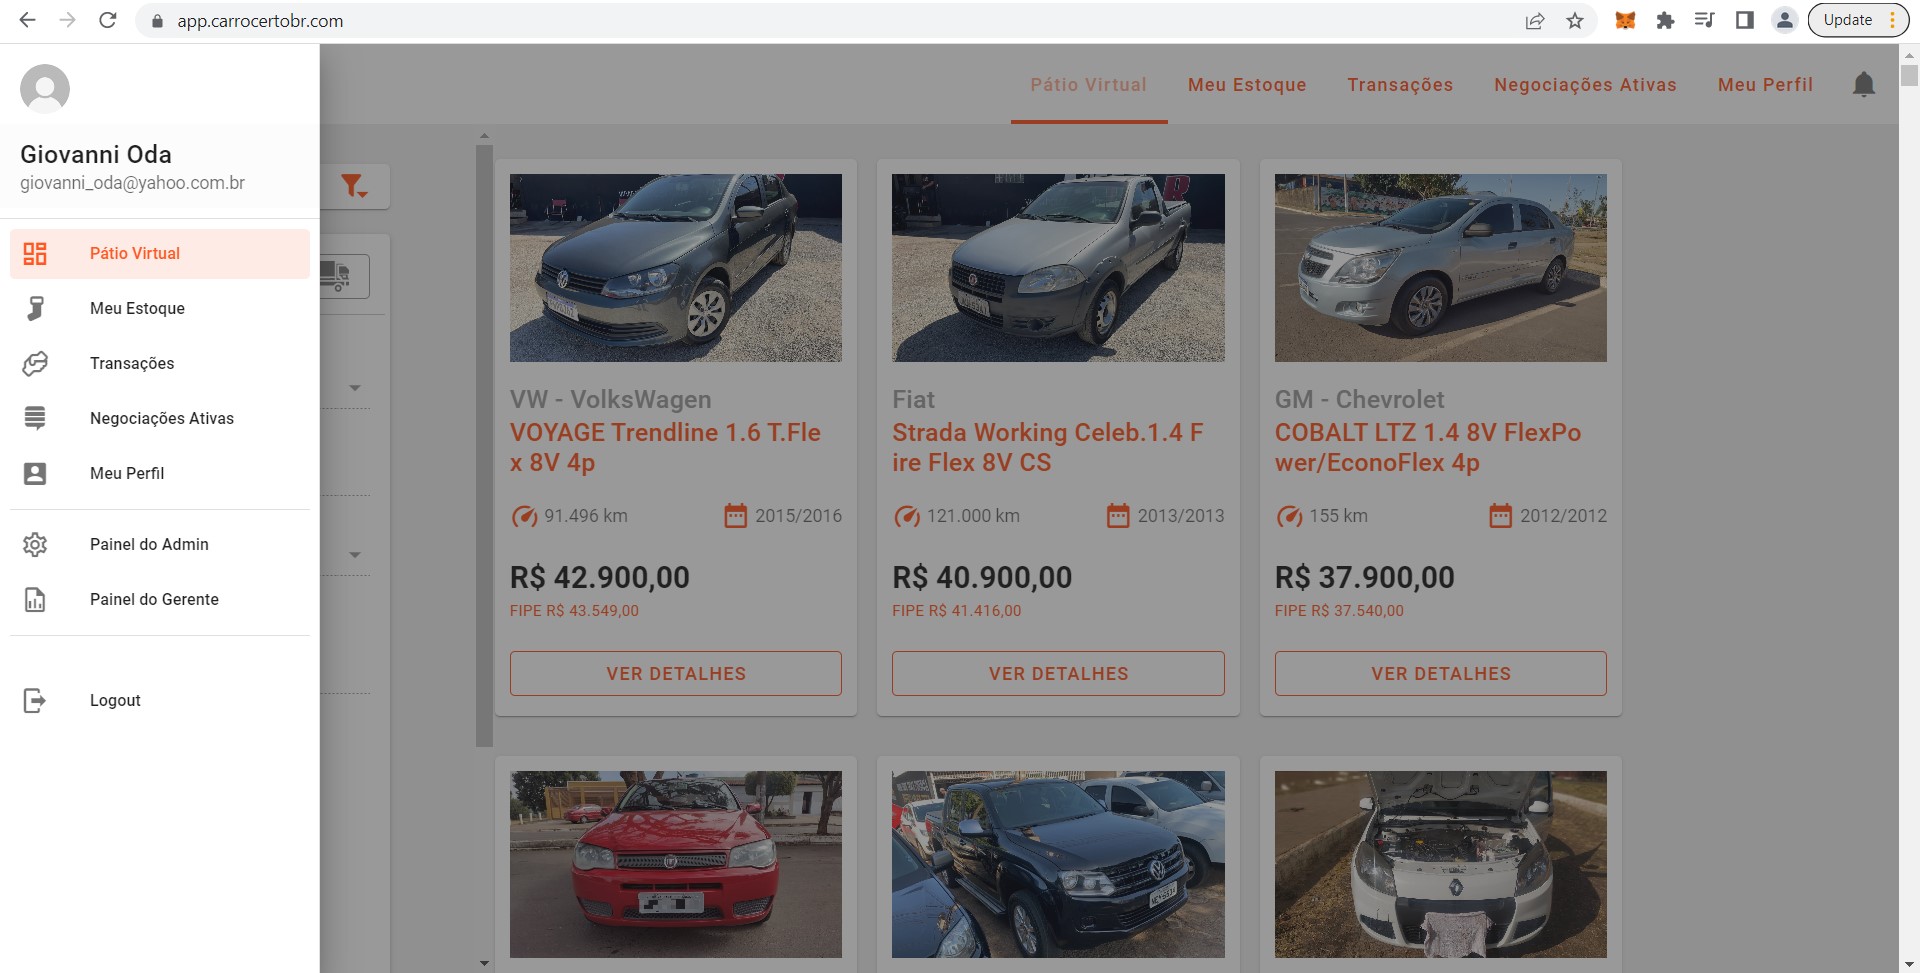 app.carrocertobr.com
Update
Pátio Virtual
Meu Estoque
Transações
Negociações Ativas
Meu Perfil
Giovanni Oda
giovanni_oda@yahoo.com.br
Pátio Virtual
Meu Estoque
Transações
Negociações Ativas
Meu Perfil
Painel do Admin
Painel do Gerente
Logout
VW - VolksWagen
VOYAGE Trendline 1.6 T.Fle
x 8V 4p
91.496 km
2015/2016
R$ 42.900,00
FIPE R$ 43.549,00
VER DETALHES
Fiat
Strada Working Celeb.1.4 F
ire Flex 8V CS
121.000 km
2013/2013
R$ 40.900,00
FIPE R$ 41.416,00
VER DETALHES
GM - Chevrolet
COBALT LTZ 1.4 8V FlexPo
wer/EconoFlex 4p
155 km
2012/2012
R$ 37.900,00
FIPE R$ 37.540,00
VER DETALHES